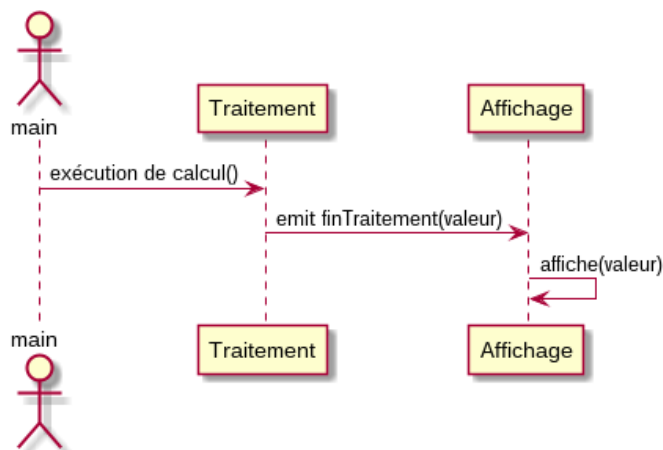 main
Traitement
Affichage
exécution de calcul()
emit finTraitement(valeur)
affiche(valeur)
main
Traitement
Affichage